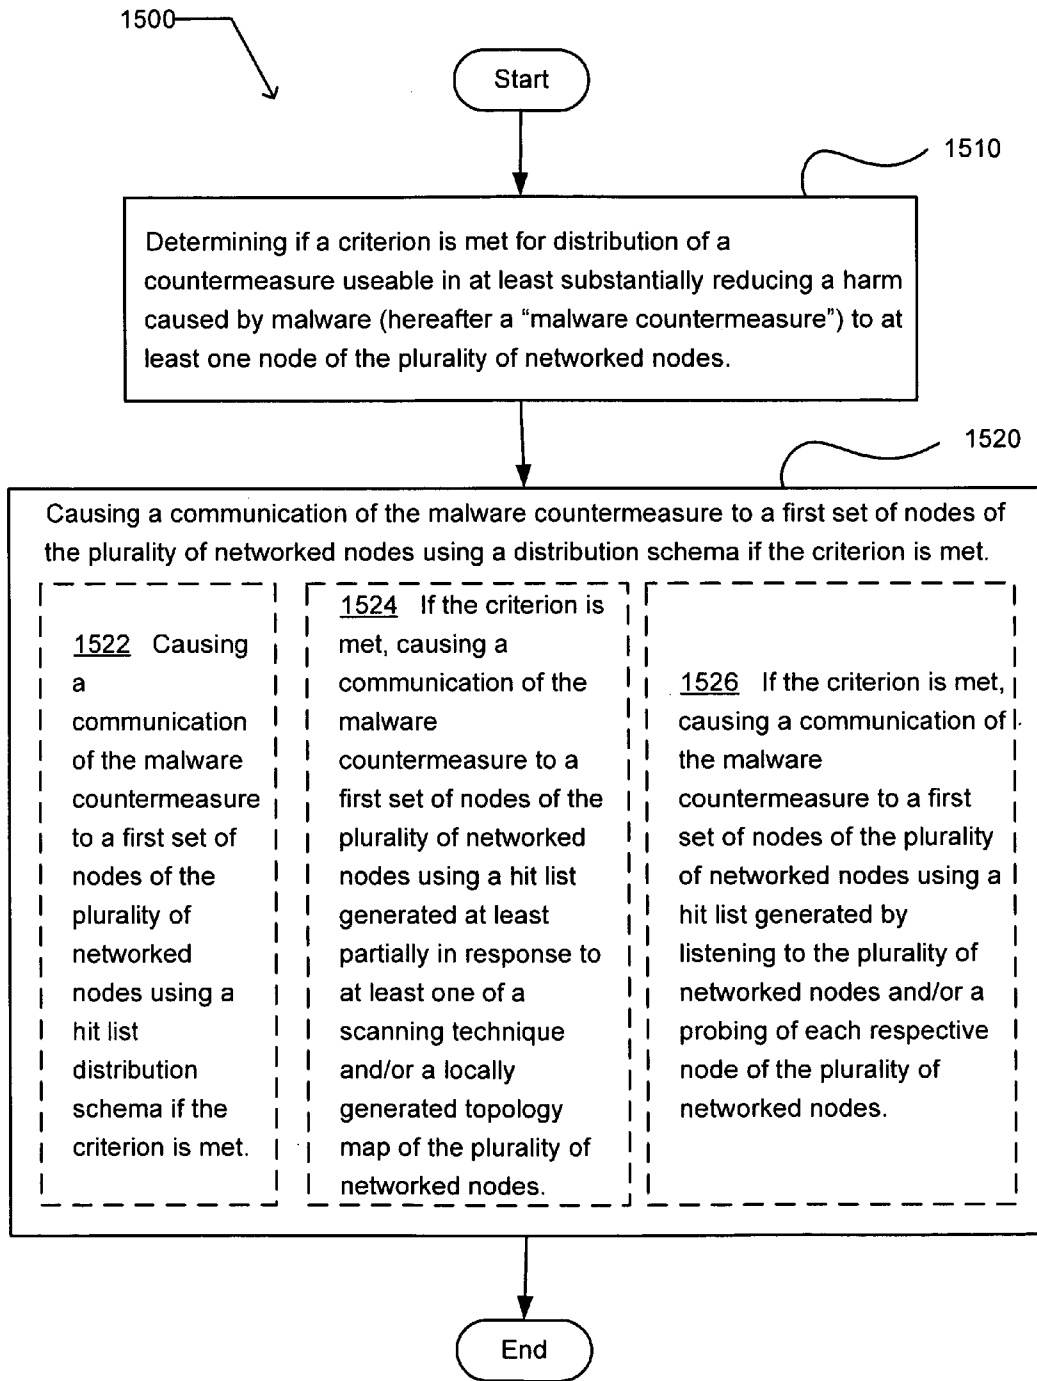 1500
Start
1510
Determining if a criterion is met for distribution of a
countermeasure useable in at least substantially reducing a harm
caused by malware (hereafter a “malware countermeasure”) to at
least one node of the plurality of networked nodes.
1520
Causing a communication of the malware countermeasure to a first set of nodes of
the plurality of networked nodes using a distribution schema if the criterion is met.
1522 Causing
a
communication
of the malware
countermeasure
to a first set of
nodes of the
plurality of
networked
nodes using a
hit list
distribution
schema if the
criterion is met.
1524 If the criterion is
met, causing a
communication of the
malware
countermeasure to a
first set of nodes of the
plurality of networked
nodes using a hit list
generated at least
partially in response to
at least one of a
scanning technique
and/or a locally
generated topology
map of the plurality of
networked nodes.
1526 If the criterion is met,
causing a communication of
the malware
countermeasure to a first
set of nodes of the plurality
of networked nodes using a
hit list generated by
listening to the plurality of
networked nodes and/or a
probing of each respective
node of the plurality of
networked nodes.
End